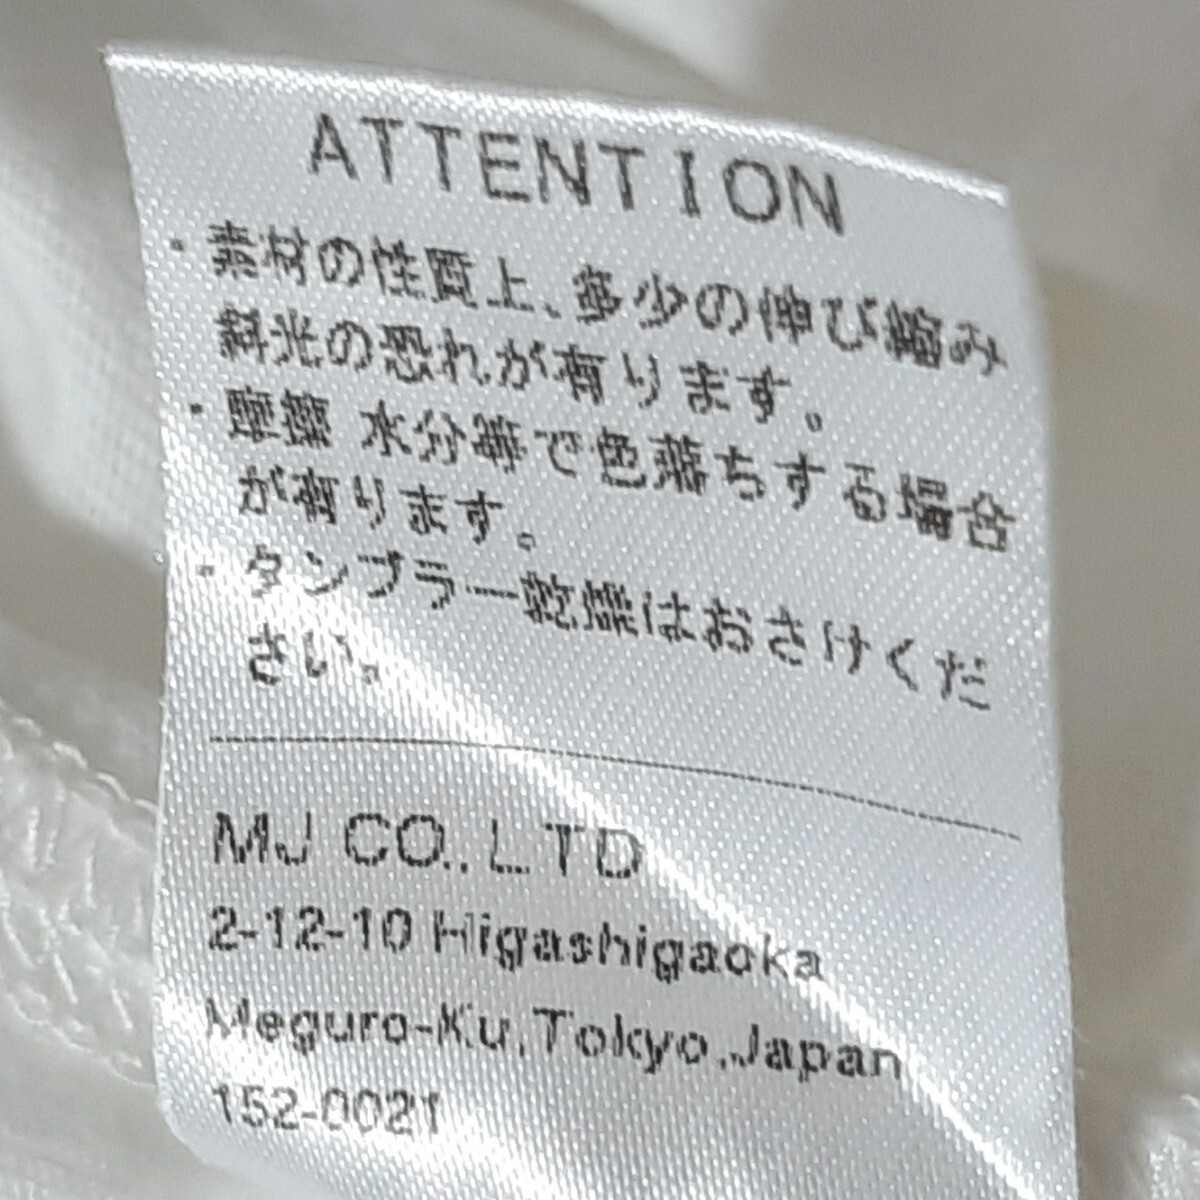 ATTENTION
・素材の性質上、多少の伸び縮み
斜光の恐れが有ります。
・摩擦 水分等で色落ちする場合
が有ります。
・タンブラー乾燥はおさけくだ
さい。
MJ CO.,LTD
2-12-10 Higashigaoka
Meguro-Ku,Tokyo,Japan
152-0021